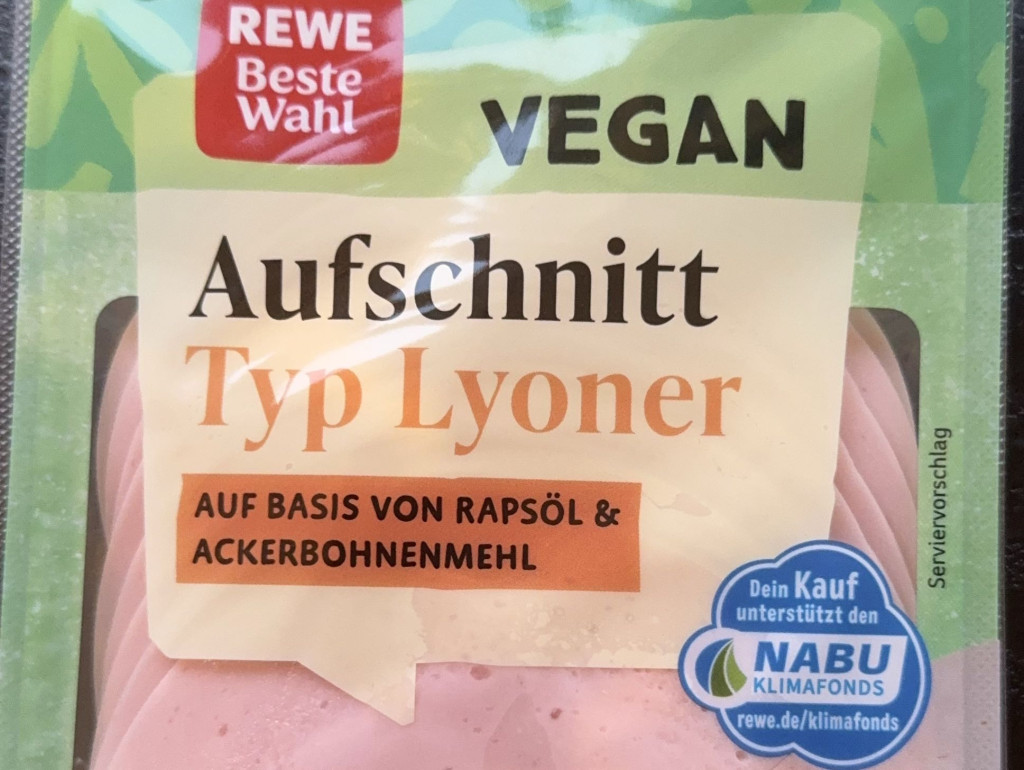 REWE
Beste
Wahl
VEGAN
Aufschnitt
Typ Lyoner
AUF BASIS VON RAPSÖL &
ACKERBOHNENMEHL
Serviervorschlag
Dein Kauf
unterstützt den
NABU
KLIMAFONDS
rewe.de/klimafonds